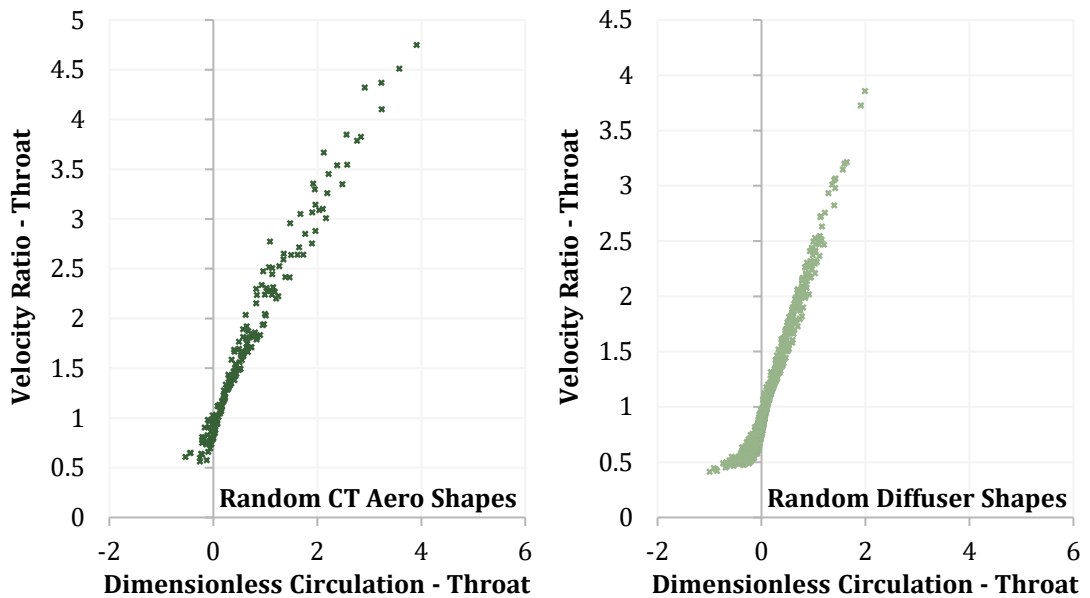 5
4.5
4
3.5
3
2.5
2
1.5
1
0.5
0
-2 0 2 4 6
Velocity Ratio - Throat
Random CT Aero Shapes
Dimensionless Circulation - Throat
4.5
4
3.5
3
2.5
2
1.5
1
0.5
0
-2 0 2 4 6
Velocity Ratio - Throat
Random Diffuser Shapes
Dimensionless Circulation - Throat